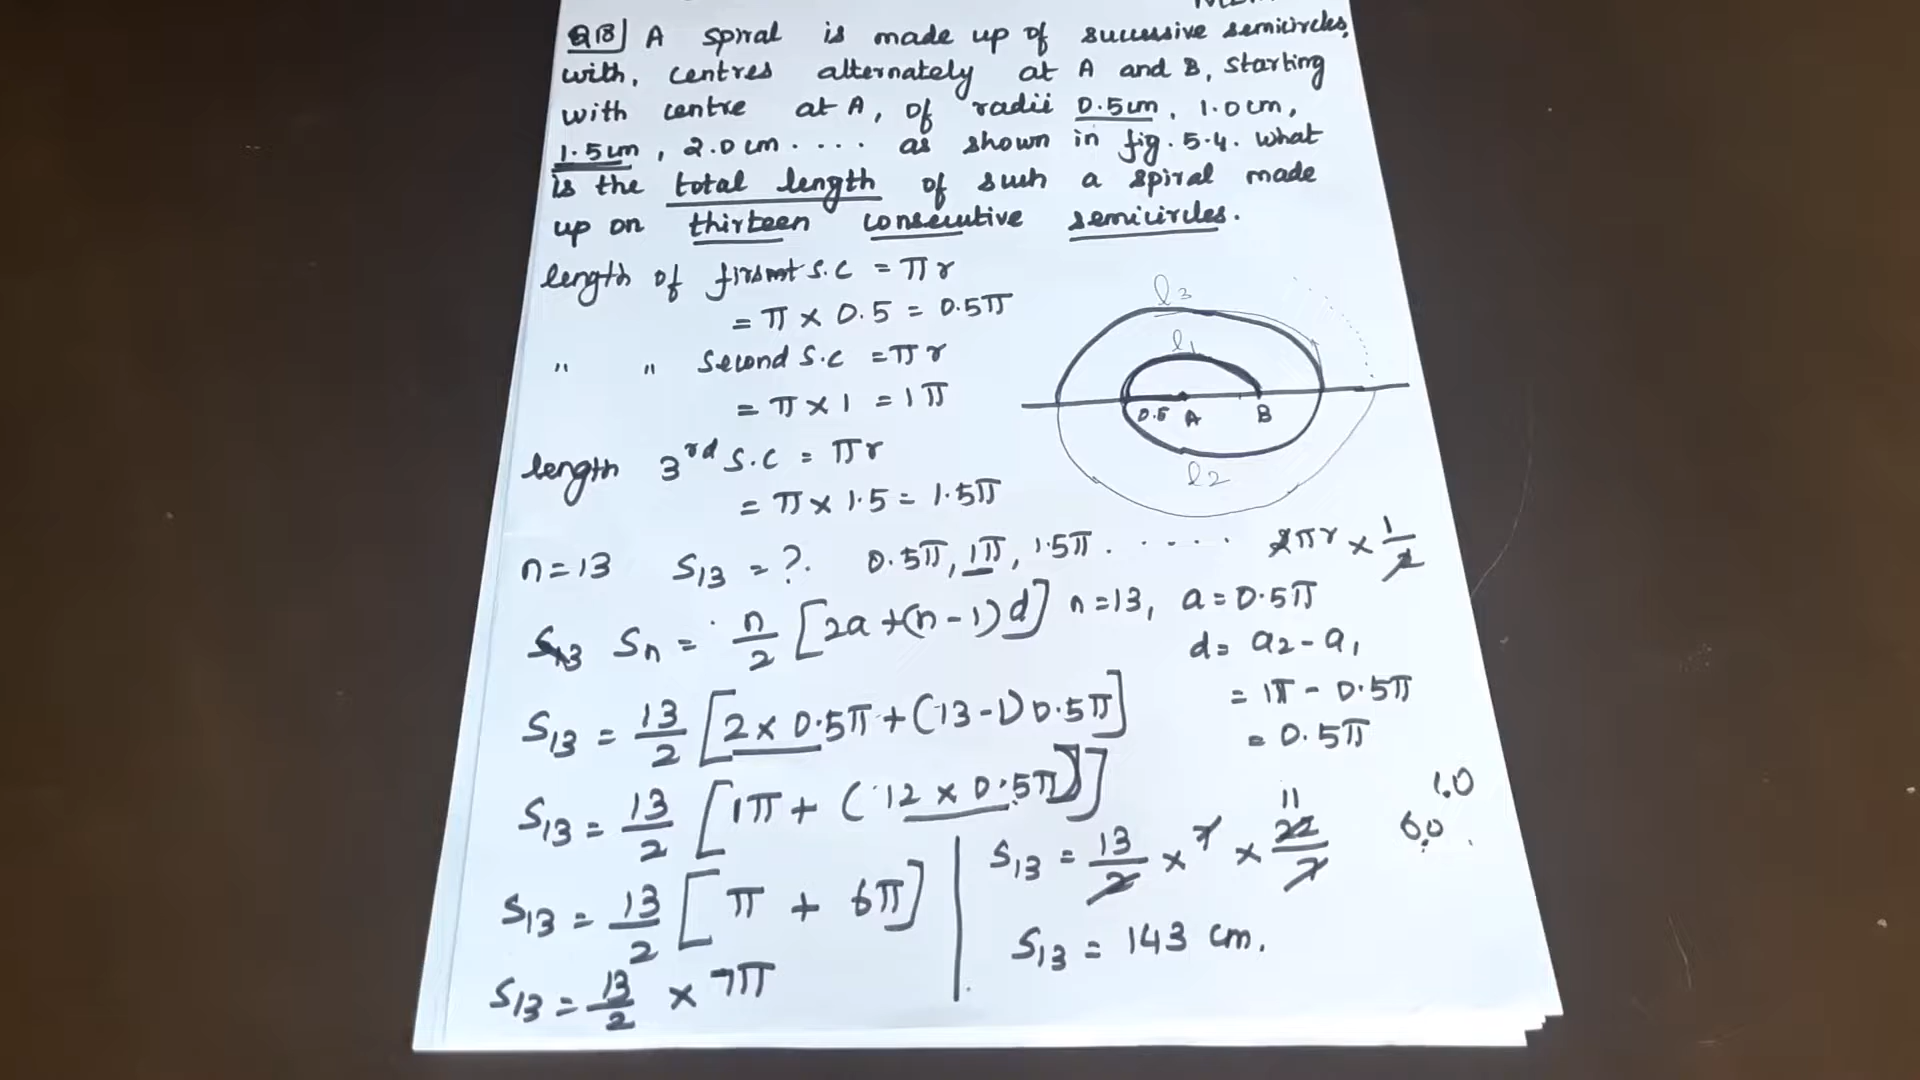 Q18] A spiral is made up of successive semicircles,
with, centres alternately at A and B, starting
with centre at A, of radii 0.5cm, 1.0cm,
1.5cm, 2.0cm .... as shown in fig. 5.4. what
is the total length of such a spiral made
up on thirteen consecutive semicircles.
length of first S.C = πr
= π × 0.5 = 0.5π
" " Second S.C = πr
= π × 1 = 1π
length 3rd S.C = πr
= π × 1.5 = 1.5π
l3
l1
0.5 A B
l2
n=13 S13 = ?. 0.5π, 1π, 1.5π ..... 2πr × 1/2
Sn = n/2 [2a+(n-1)d] n=13, a=0.5π
d = a2 - a1
= 1π - 0.5π
= 0.5π
S13 = 13/2 [2 × 0.5π + (13-1) 0.5π]
S13 = 13/2 [1π + (12 × 0.5π)]
S13 = 13/2 [π + 6π]
S13 = 13/2 × 7π
1.0
6.0
11
S13 = 13/2 × 7 × 22/7
S13 = 143 cm.